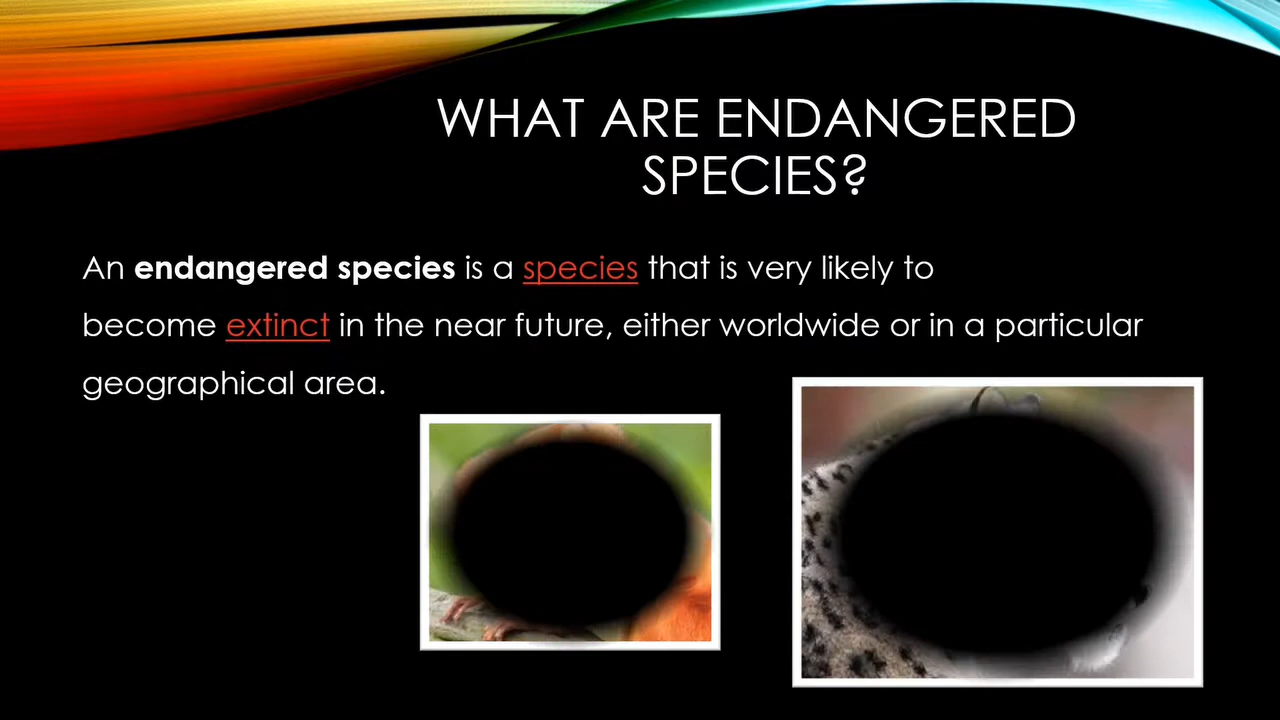 WHAT ARE ENDANGERED
SPECIES?
An endangered species is a species that is very likely to
become extinct in the near future, either worldwide or in a particular
geographical area.